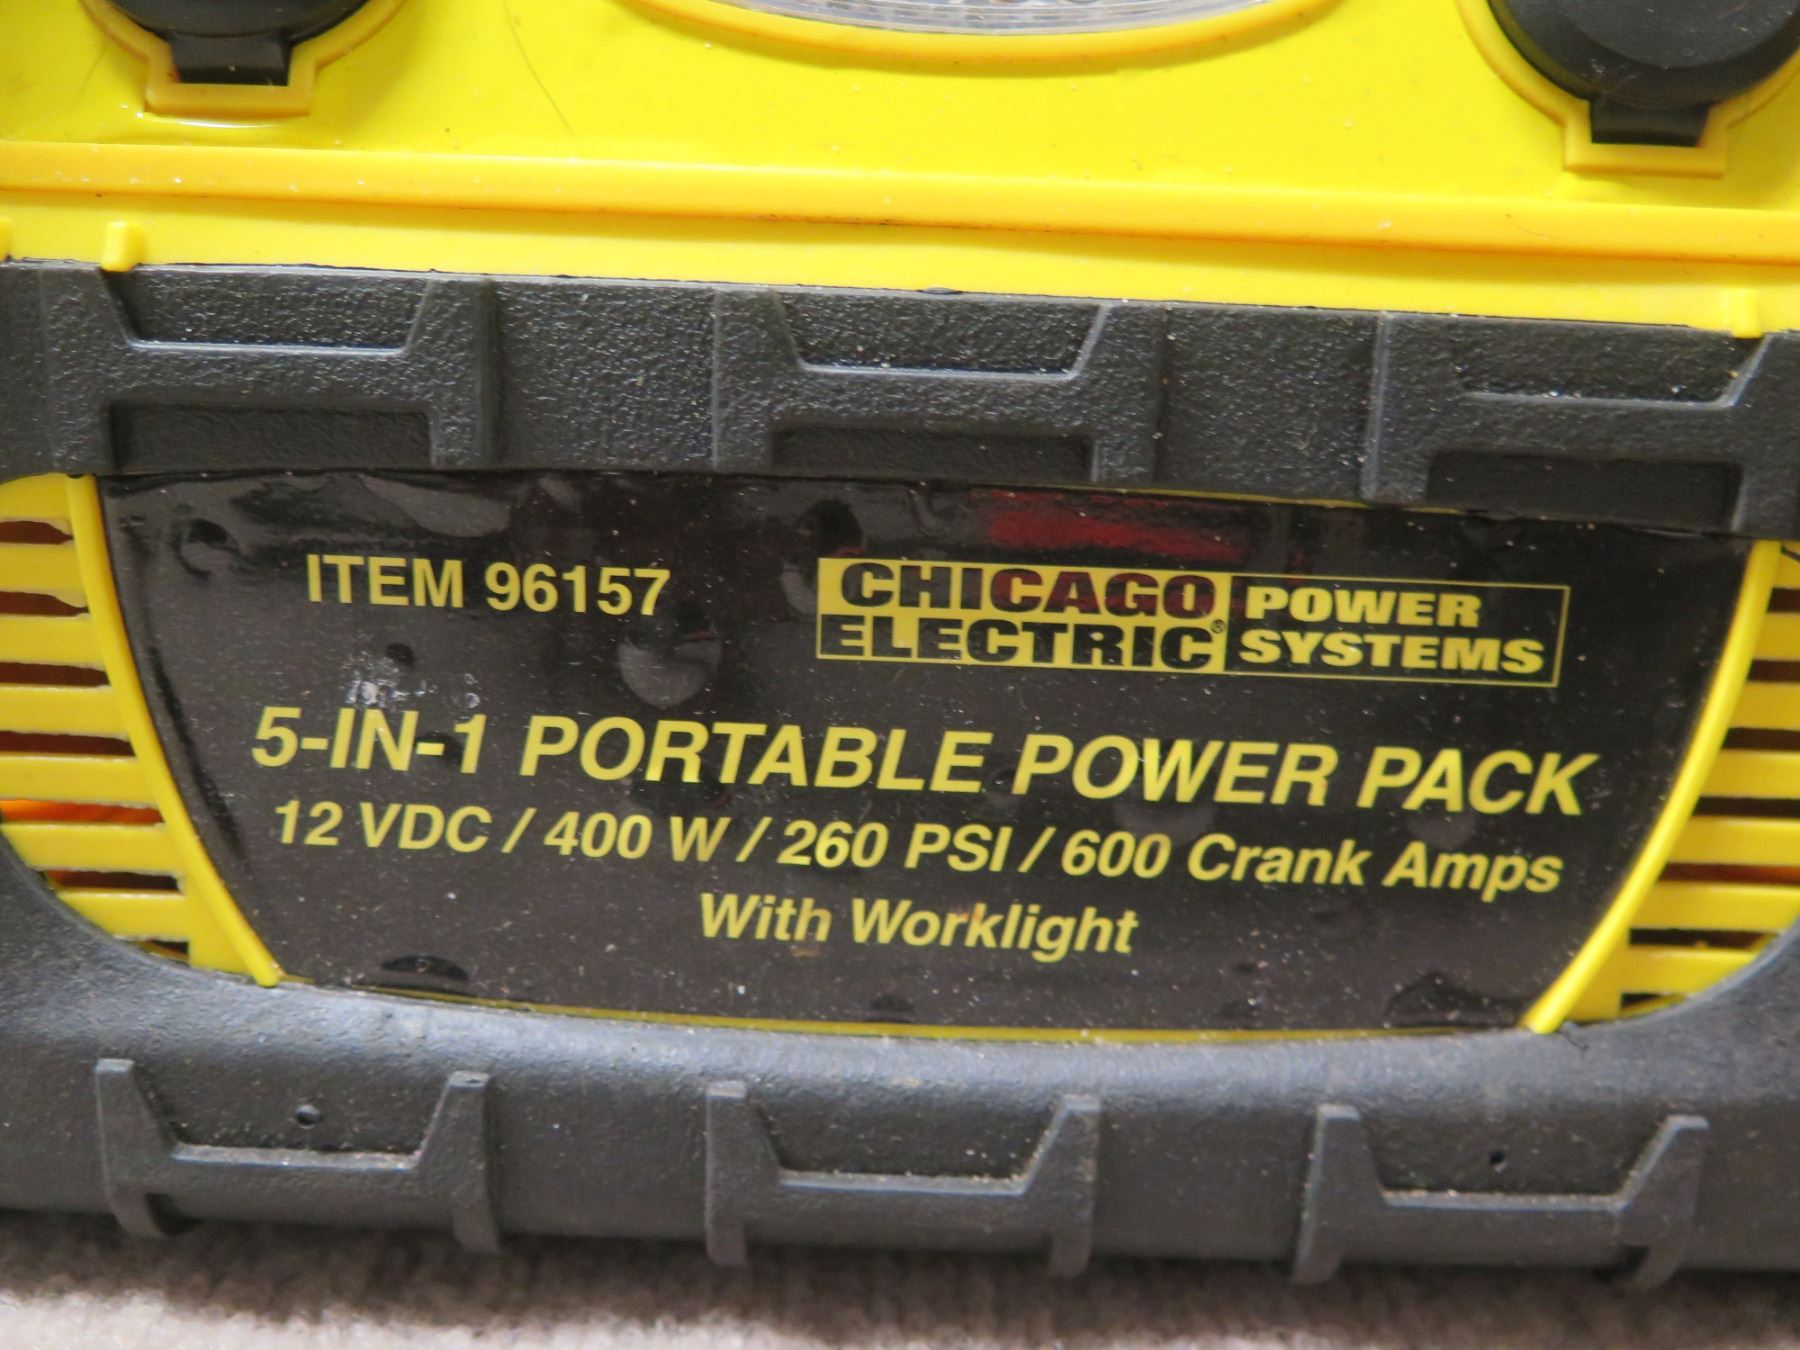 ITEM 96157
CHICAGO
ELECTRIC®
POWER
SYSTEMS
5-IN-1 PORTABLE POWER PACK
12 VDC / 400 W / 260 PSI / 600 Crank Amps
With Worklight